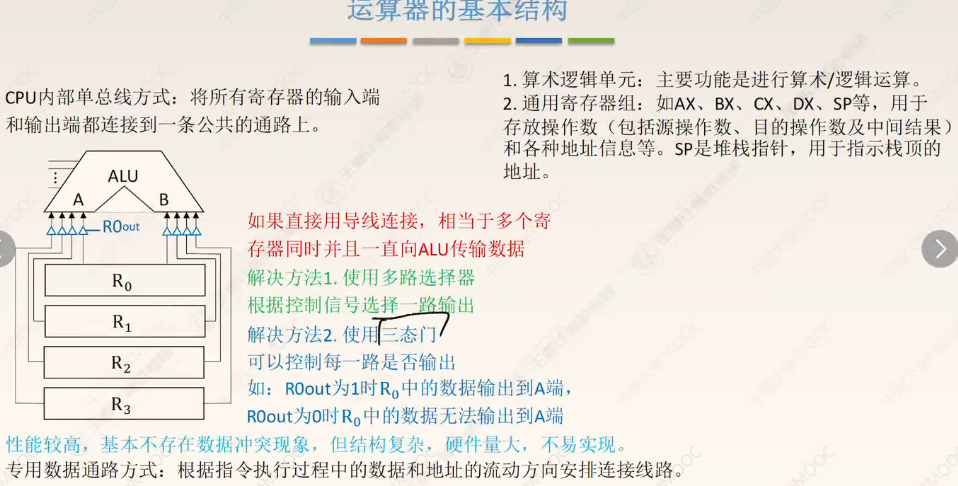 运算器的基本结构
CPU内部单总线方式：将所有寄存器的输入端
和输出端都连接到一条公共的通路上。
1. 算术逻辑单元：主要功能是进行算术/逻辑运算。
2. 通用寄存器组：如AX、BX、CX、DX、SP等，用于
存放操作数（包括源操作数、目的操作数及中间结果）
和各种地址信息等。SP是堆栈指针，用于指示栈顶的
地址。
ALU
A B
R0out
R0
R1
R2
R3
如果直接用导线连接，相当于多个寄
存器同时并且一直向ALU传输数据
解决方法1. 使用多路选择器
根据控制信号选择一路输出
解决方法2. 使用三态门
可以控制每一路是否输出
如：R0out为1时R0中的数据输出到A端，
R0out为0时R0中的数据无法输出到A端
性能较高，基本不存在数据冲突现象，但结构复杂，硬件量大，不易实现。
专用数据通路方式：根据指令执行过程中的数据和地址的流动方向安排连接线路。